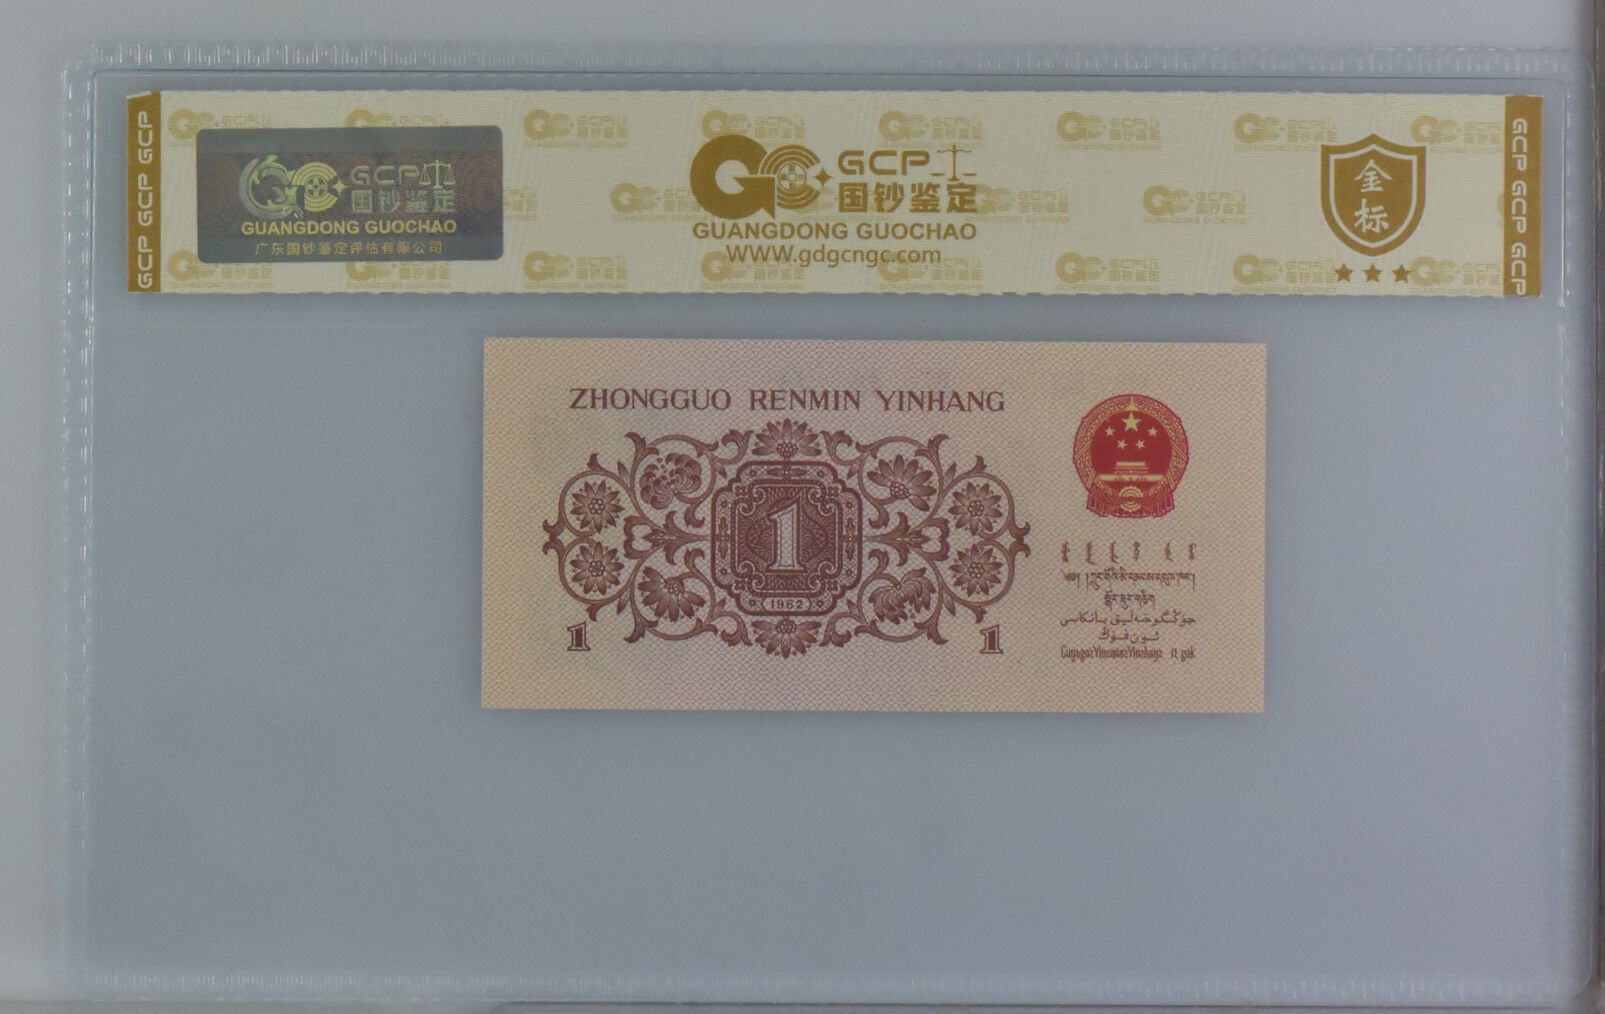 GCP GCP GCP
GCP
国钞鉴定
GUANGDONG GUOCHAO
广东国钞鉴定评估有限公司
GCP
国钞鉴定
GUANGDONG GUOCHAO
WWW.gdgcngc.com
金
标
GCP GCP GCP
ZHONGGUO RENMIN YINHANG
1
(1962)
1
1